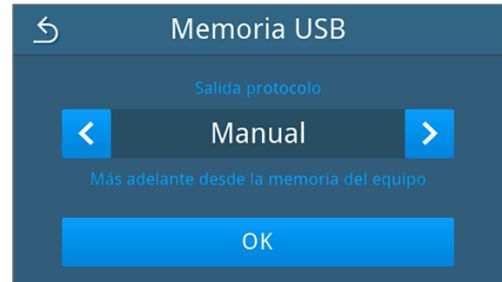 Memoria USB
Salida protocolo
Manual
Más adelante desde la memoria del equipo
OK